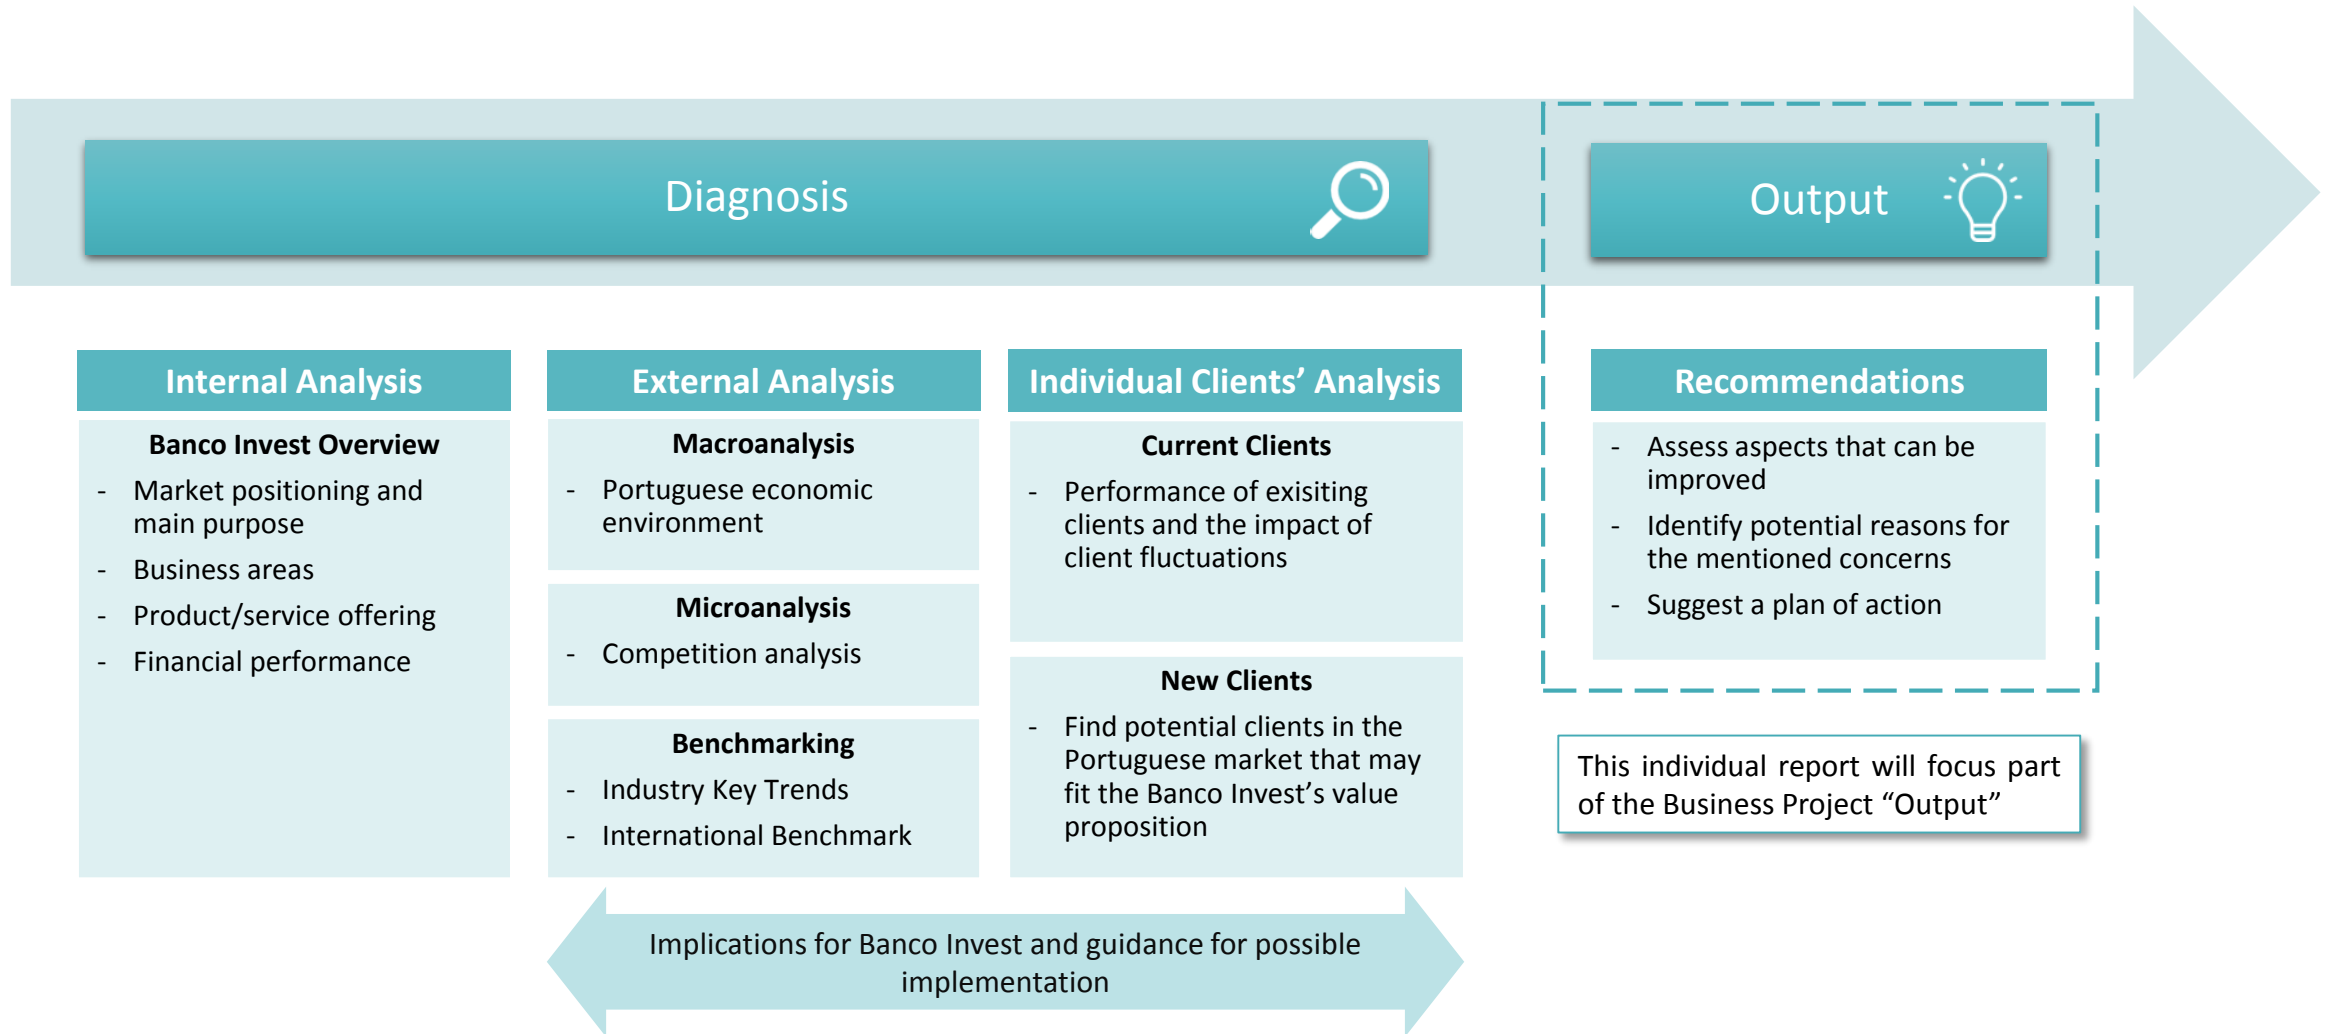 Diagnosis
Output
Internal Analysis
Banco Invest Overview
- Market positioning and
main purpose
- Business areas
- Product/service offering
- Financial performance
External Analysis
Macroanalysis
- Portuguese economic
environment
Microanalysis
- Competition analysis
Benchmarking
- Industry Key Trends
- International Benchmark
Individual Clients’ Analysis
Current Clients
- Performance of exisiting
clients and the impact of
client fluctuations
New Clients
- Find potential clients in the
Portuguese market that may
fit the Banco Invest’s value
proposition
Implications for Banco Invest and guidance for possible
implementation
Recommendations
- Assess aspects that can be
improved
- Identify potential reasons for
the mentioned concerns
- Suggest a plan of action
This individual report will focus part
of the Business Project “Output”